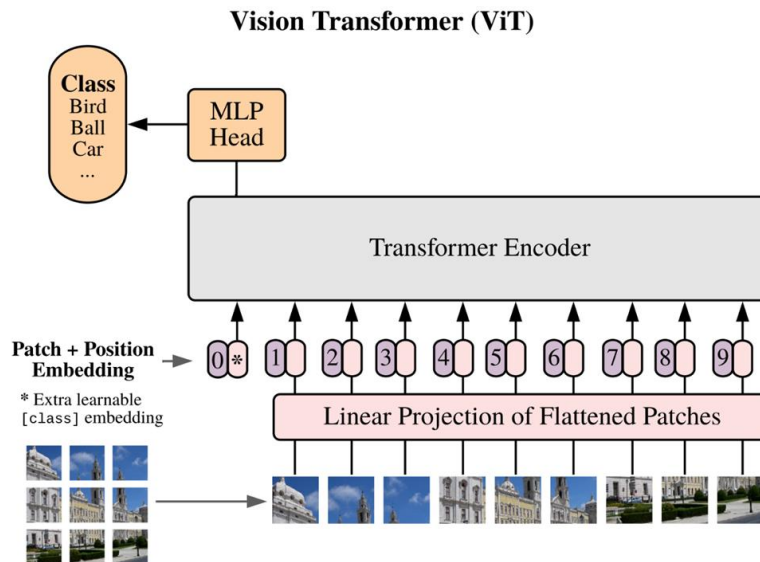 Vision Transformer (ViT)
Class
Bird
Ball
Car
...
MLP
Head
Transformer Encoder
Patch + Position
Embedding
0 * 1 2 3 4 5 6 7 8 9
* Extra learnable
[class] embedding
Linear Projection of Flattened Patches